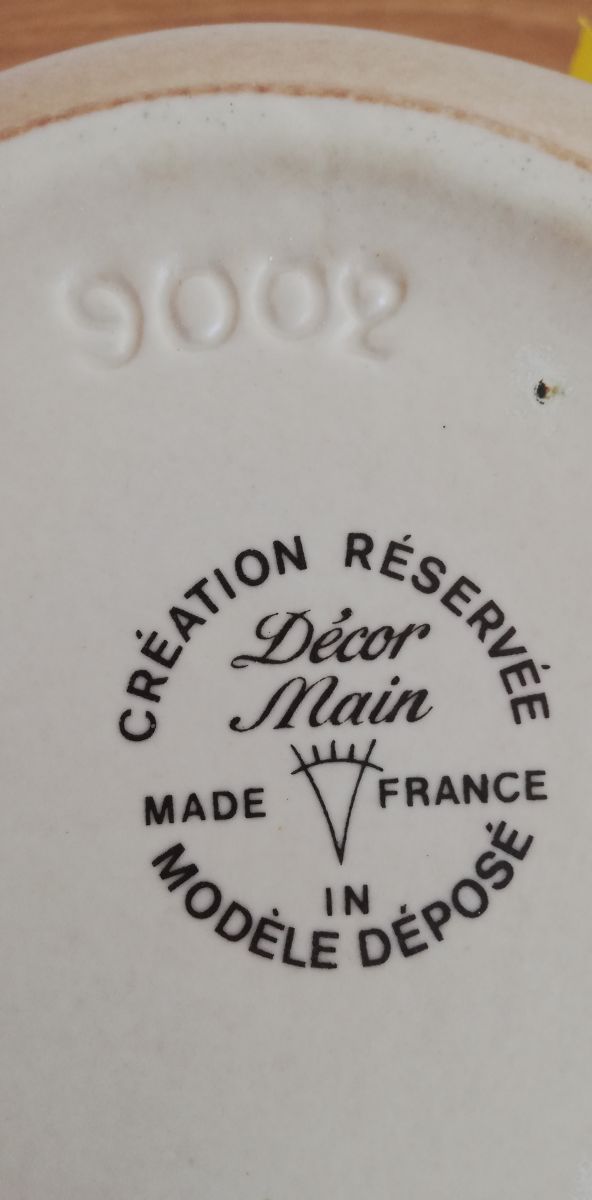 9002
CRÉATION RÉSERVÉE
Décor
Main
MADE
IN
FRANCE
MODÈLE DÉPOSÉ